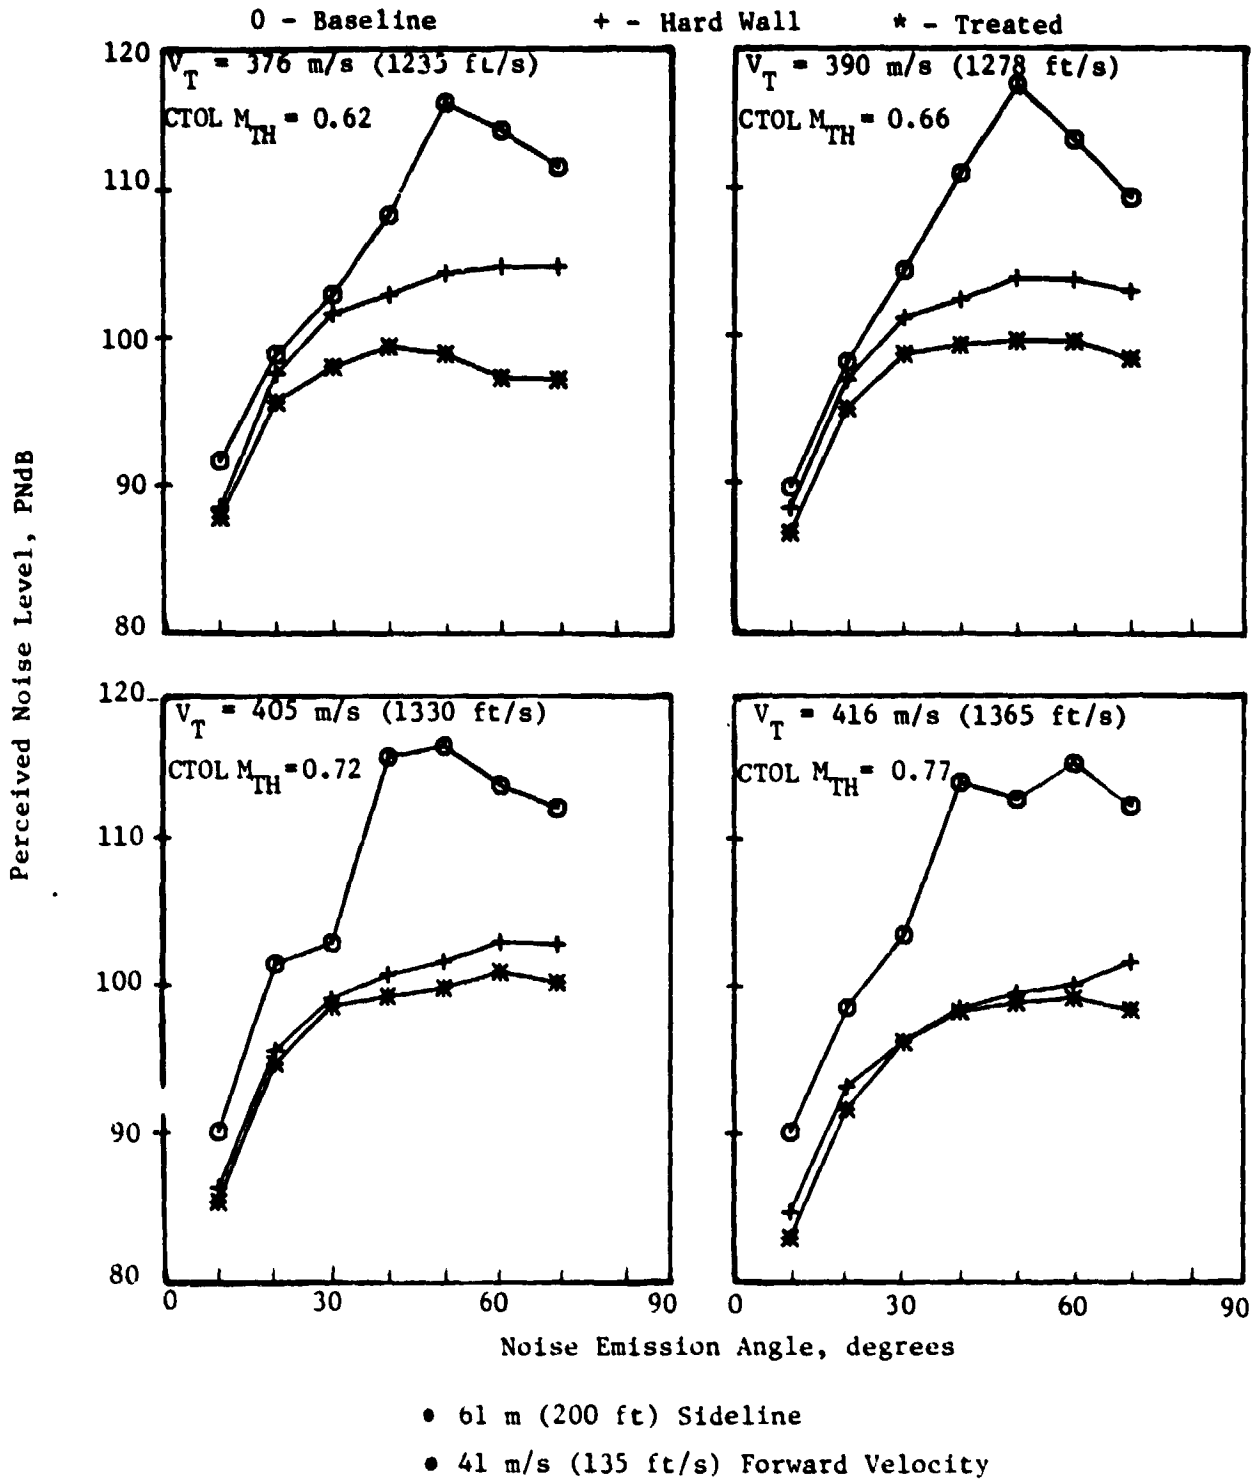 O - Baseline + - Hard Wall * - Treated
120
V_T = 376 m/s (1235 ft/s)
CTOL M_TH = 0.62
110
100
90
80
V_T = 390 m/s (1278 ft/s)
CTOL M_TH = 0.66
Perceived Noise Level, PNdB
120
V_T = 405 m/s (1330 ft/s)
CTOL M_TH = 0.72
110
100
90
80
0 30 60 90
V_T = 416 m/s (1365 ft/s)
CTOL M_TH = 0.77
0 30 60 90
Noise Emission Angle, degrees
• 61 m (200 ft) Sideline
• 41 m/s (135 ft/s) Forward Velocity